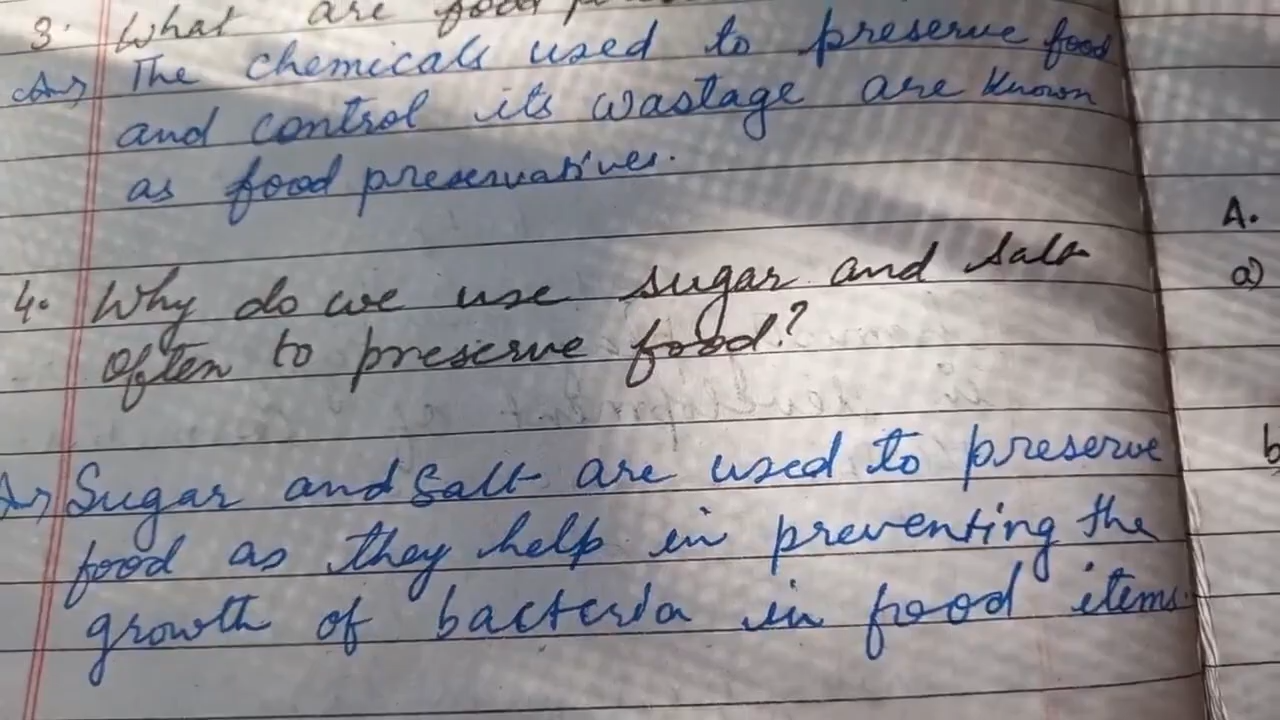 3. What are food
Ans The chemicals used to preserve food
and control its wastage are known
as food preservatives.
4. Why do we use sugar and salt
often to preserve food?
Ans Sugar and Salt are used to preserve
food as they help in preventing the
growth of bacteria in food items.
A.
a)
b